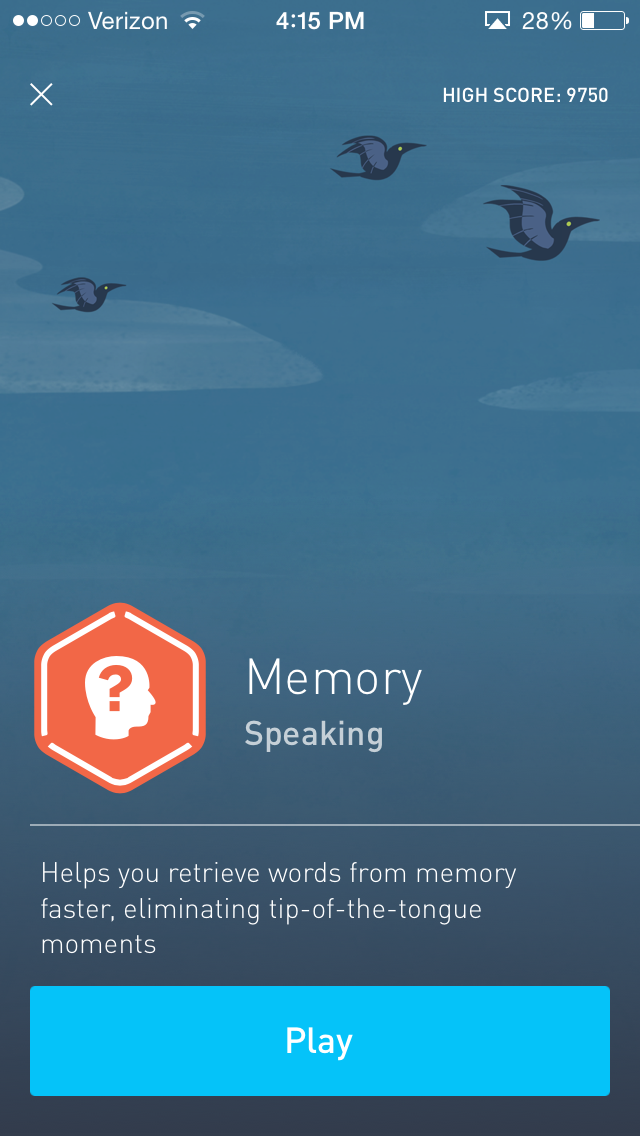 Verizon 4:15 PM 28%
HIGH SCORE: 9750
?
Memory
Speaking
Helps you retrieve words from memory
faster, eliminating tip-of-the-tongue
moments
Play